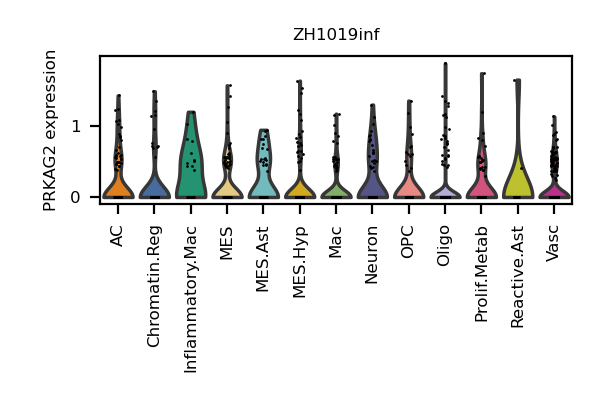 ZH1019inf
PRKAG2 expression
1
0
AC
Chromatin.Reg
Inflammatory.Mac
MES
MES.Ast
MES.Hyp
Mac
Neuron
OPC
Oligo
Prolif.Metab
Reactive.Ast
Vasc